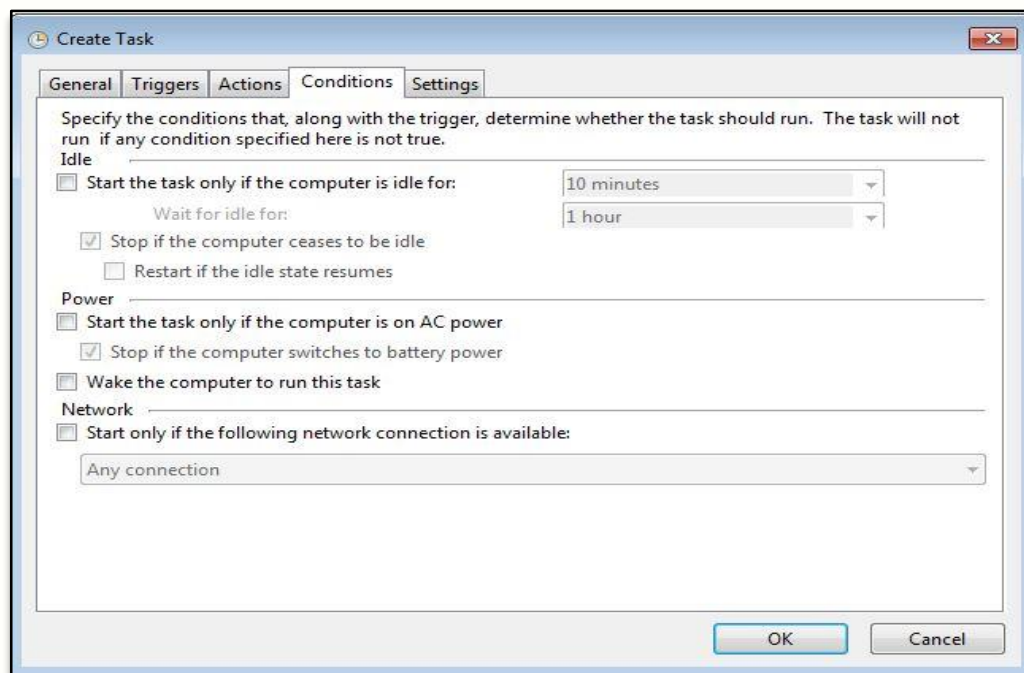 Create Task
General Triggers Actions Conditions Settings
Specify the conditions that, along with the trigger, determine whether the task should run. The task will not
run if any condition specified here is not true.
Idle
Start the task only if the computer is idle for: 10 minutes
Wait for idle for: 1 hour
Stop if the computer ceases to be idle
Restart if the idle state resumes
Power
Start the task only if the computer is on AC power
Stop if the computer switches to battery power
Wake the computer to run this task
Network
Start only if the following network connection is available:
Any connection
OK Cancel